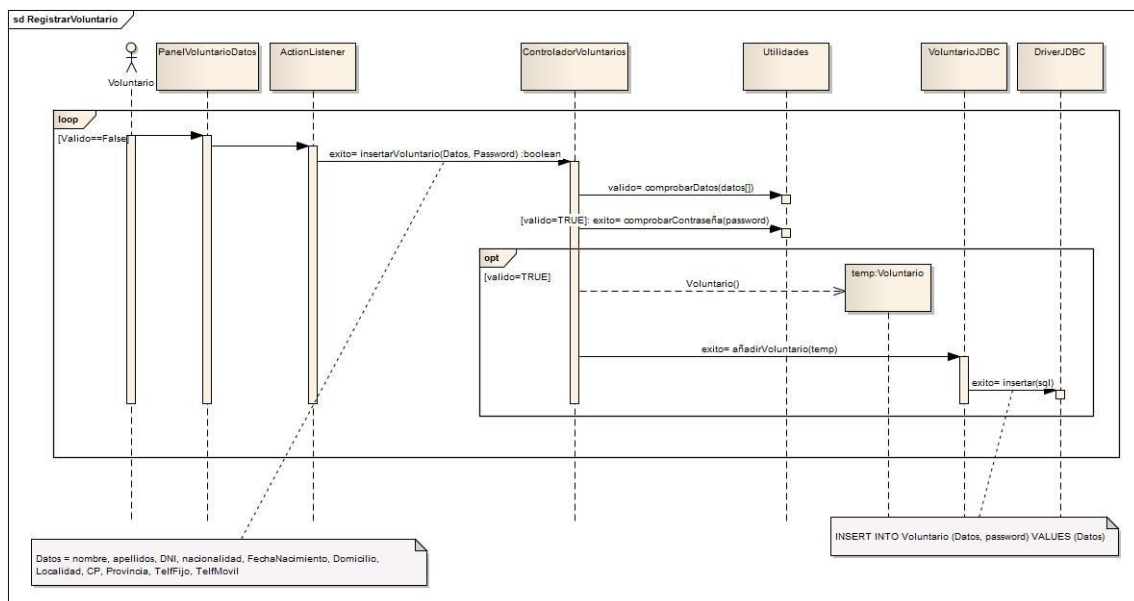 sd RegistrarVoluntario
Voluntario
PanelVoluntarioDatos
ActionListener
ControladorVoluntarios
Utilidades
VoluntarioJDBC
DriverJDBC
loop
[Valido==False]
exito= insertarVoluntario(Datos, Password) :boolean
valido= comprobarDatos(datos[])
[valido=TRUE]: exito= comprobarContraseña(password)
opt
[valido=TRUE]
Voluntario()
temp:Voluntario
exito= añadirVoluntario(temp)
exito= insertar(sql)
Datos = nombre, apellidos, DNI, nacionalidad, FechaNacimiento, Domicilio,
Localidad, CP, Provincia, TelfFijo, TelfMovil
INSERT INTO Voluntario (Datos, password) VALUES (Datos)